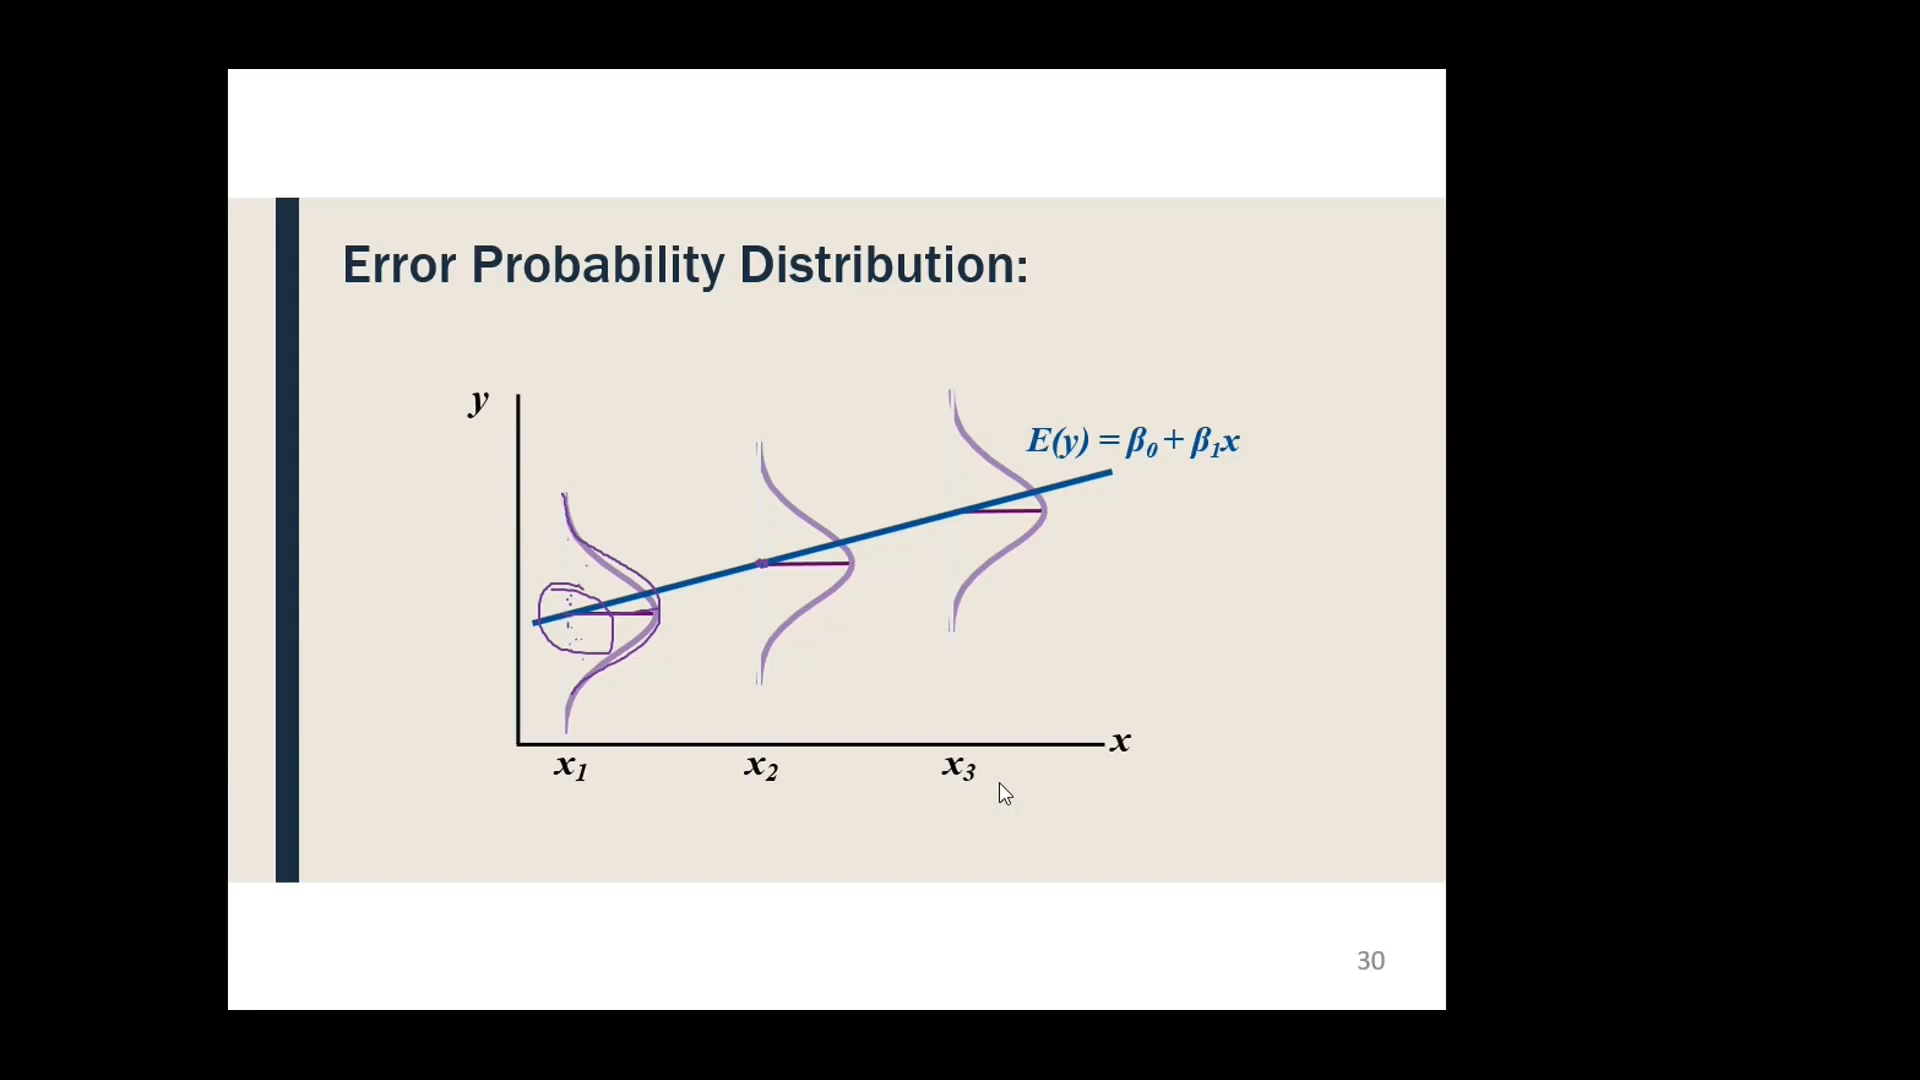 Error Probability Distribution:
y
E(y) = β₀ + β₁x
x
x₁ x₂ x₃
30